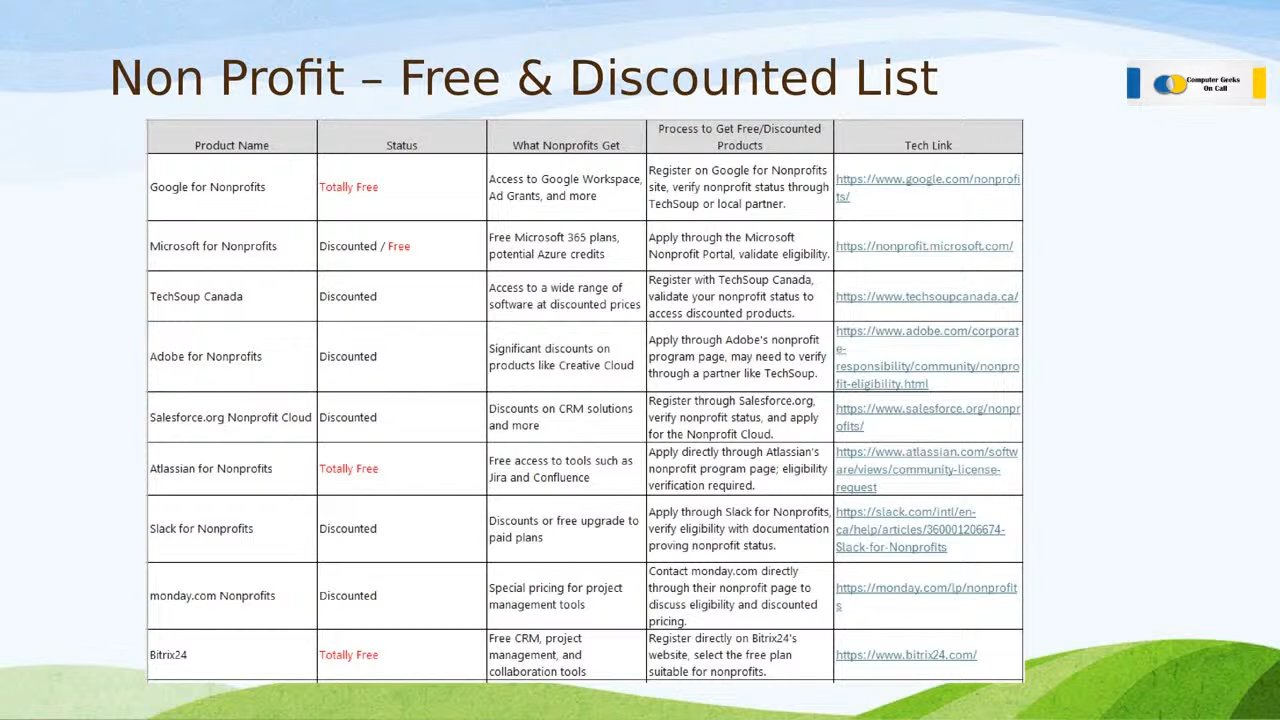 Non Profit – Free & Discounted List
Computer Geeks
On Call
Product Name
Status
What Nonprofits Get
Process to Get Free/Discounted
Products
Tech Link
Google for Nonprofits
Totally Free
Access to Google Workspace,
Ad Grants, and more
Register on Google for Nonprofits
site, verify nonprofit status through
TechSoup or local partner.
https://www.google.com/nonprofi
ts/
Microsoft for Nonprofits
Discounted / Free
Free Microsoft 365 plans,
potential Azure credits
Apply through the Microsoft
Nonprofit Portal, validate eligibility.
https://nonprofit.microsoft.com/
TechSoup Canada
Discounted
Access to a wide range of
software at discounted prices
Register with TechSoup Canada,
validate your nonprofit status to
access discounted products.
https://www.techsoupcanada.ca/
Adobe for Nonprofits
Discounted
Significant discounts on
products like Creative Cloud
Apply through Adobe's nonprofit
program page, may need to verify
through a partner like TechSoup.
https://www.adobe.com/corporat
e-
responsibility/community/nonpro
fit-eligibility.html
Salesforce.org Nonprofit Cloud
Discounted
Discounts on CRM solutions
and more
Register through Salesforce.org,
verify nonprofit status, and apply
for the Nonprofit Cloud.
https://www.salesforce.org/nonpr
ofits/
Atlassian for Nonprofits
Totally Free
Free access to tools such as
Jira and Confluence
Apply directly through Atlassian's
nonprofit program page; eligibility
verification required.
https://www.atlassian.com/softw
are/views/community-license-
request
Slack for Nonprofits
Discounted
Discounts or free upgrade to
paid plans
Apply through Slack for Nonprofits,
verify eligibility with documentation
proving nonprofit status.
https://slack.com/intl/en-
ca/help/articles/360001206674-
Slack-for-Nonprofits
monday.com Nonprofits
Discounted
Special pricing for project
management tools
Contact monday.com directly
through their nonprofit page to
discuss eligibility and discounted
pricing.
https://monday.com/lp/nonprofit
s
Bitrix24
Totally Free
Free CRM, project
management, and
collaboration tools
Register directly on Bitrix24's
website, select the free plan
suitable for nonprofits.
https://www.bitrix24.com/